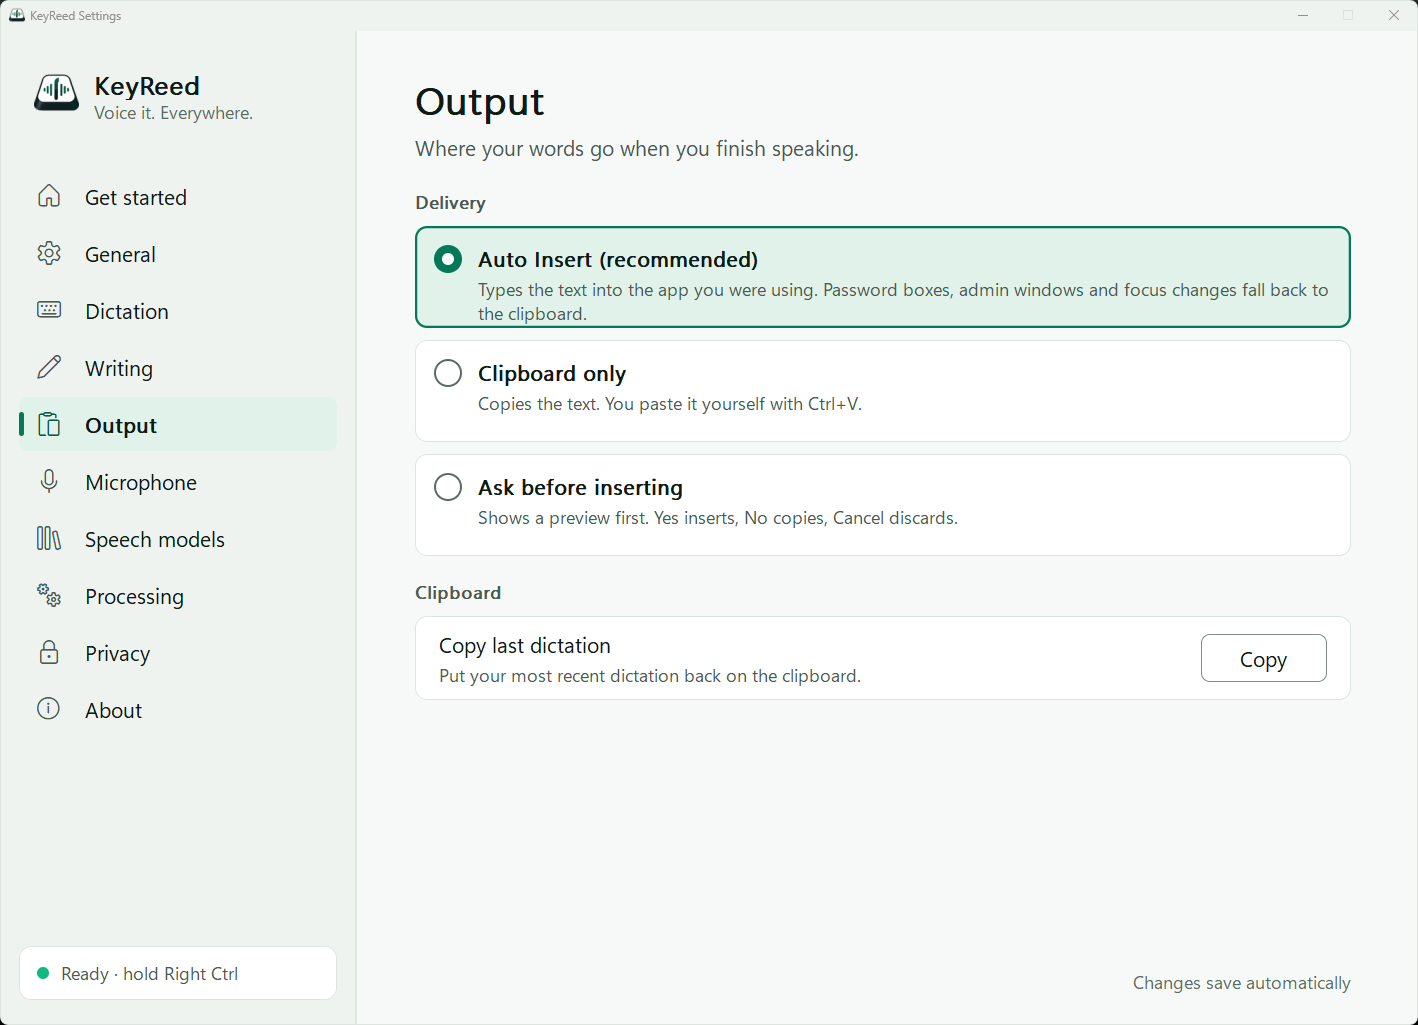 KeyReed Settings
KeyReed
Voice it. Everywhere.
Get started
General
Dictation
Writing
Output
Microphone
Speech models
Processing
Privacy
About
Ready · hold Right Ctrl
Output
Where your words go when you finish speaking.
Delivery
Auto Insert (recommended)
Types the text into the app you were using. Password boxes, admin windows and focus changes fall back to
the clipboard.
Clipboard only
Copies the text. You paste it yourself with Ctrl+V.
Ask before inserting
Shows a preview first. Yes inserts, No copies, Cancel discards.
Clipboard
Copy last dictation
Put your most recent dictation back on the clipboard.
Copy
Changes save automatically